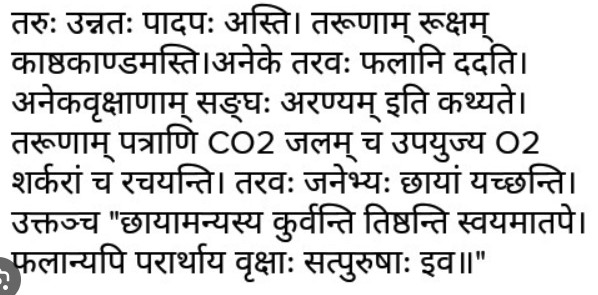 तरुः उन्नतः पादपः अस्ति। तरूणाम् रूक्षम्
काष्ठकाण्डमस्ति।अनेके तरवः फलानि ददति।
अनेकवृक्षाणाम् सङ्घः अरण्यम् इति कथ्यते।
तरूणाम् पत्राणि CO2 जलम् च उपयुज्य O2
शर्करां च रचयन्ति। तरवः जनेभ्यः छायां यच्छन्ति।
उक्तञ्च "छायामन्यस्य कुर्वन्ति तिष्ठन्ति स्वयमातपे।
फलान्यपि परार्थाय वृक्षाः सत्पुरुषाः इव॥"